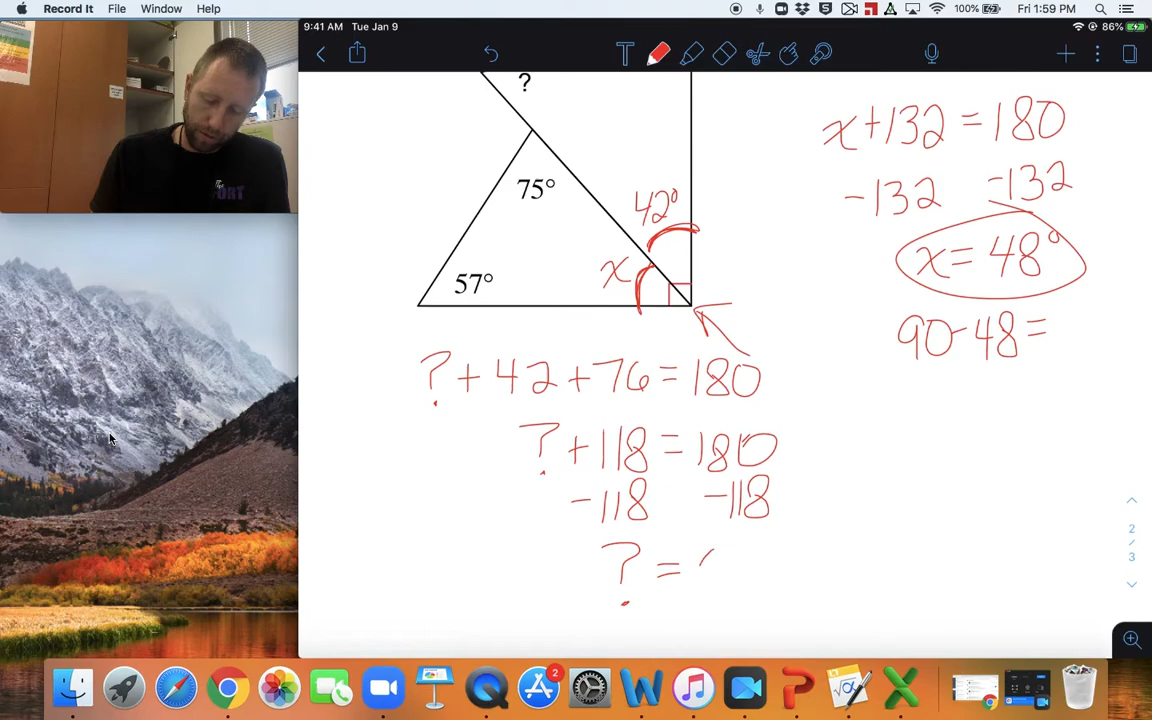 Record It File Window Help
100% Fri 1:59 PM
9:41 AM Tue Jan 9
86%
T
?
75°
42°
x
57°
? + 42 + 76 = 180
? + 118 = 180
-118 -118
? =
x + 132 = 180
-132 -132
x = 48°
90 - 48 =
2
/
3
2
W
P
X